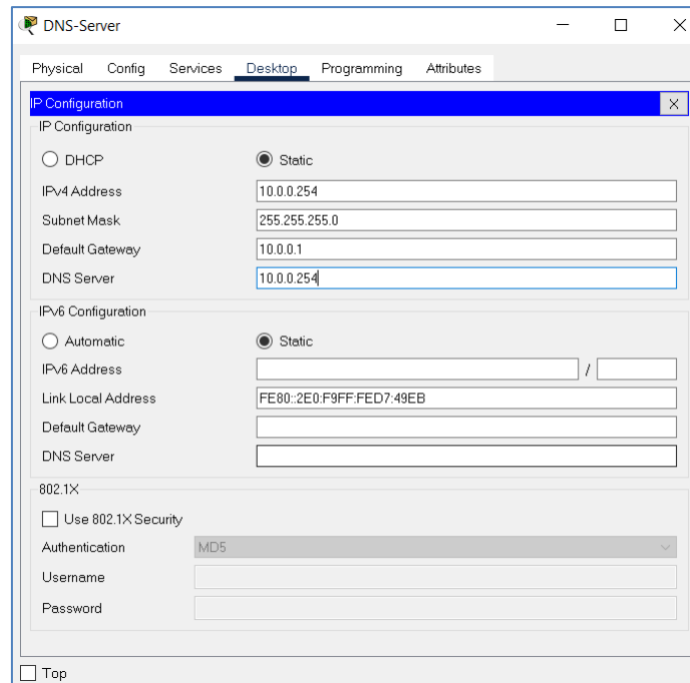 DNS-Server
Physical Config Services Desktop Programming Attributes
IP Configuration X
IP Configuration
DHCP Static
IPv4 Address 10.0.0.254
Subnet Mask 255.255.255.0
Default Gateway 10.0.0.1
DNS Server 10.0.0.254
IPv6 Configuration
Automatic Static
IPv6 Address /
Link Local Address FE80::2E0:F9FF:FED7:49EB
Default Gateway
DNS Server
802.1X
Use 802.1X Security
Authentication MD5
Username
Password
Top